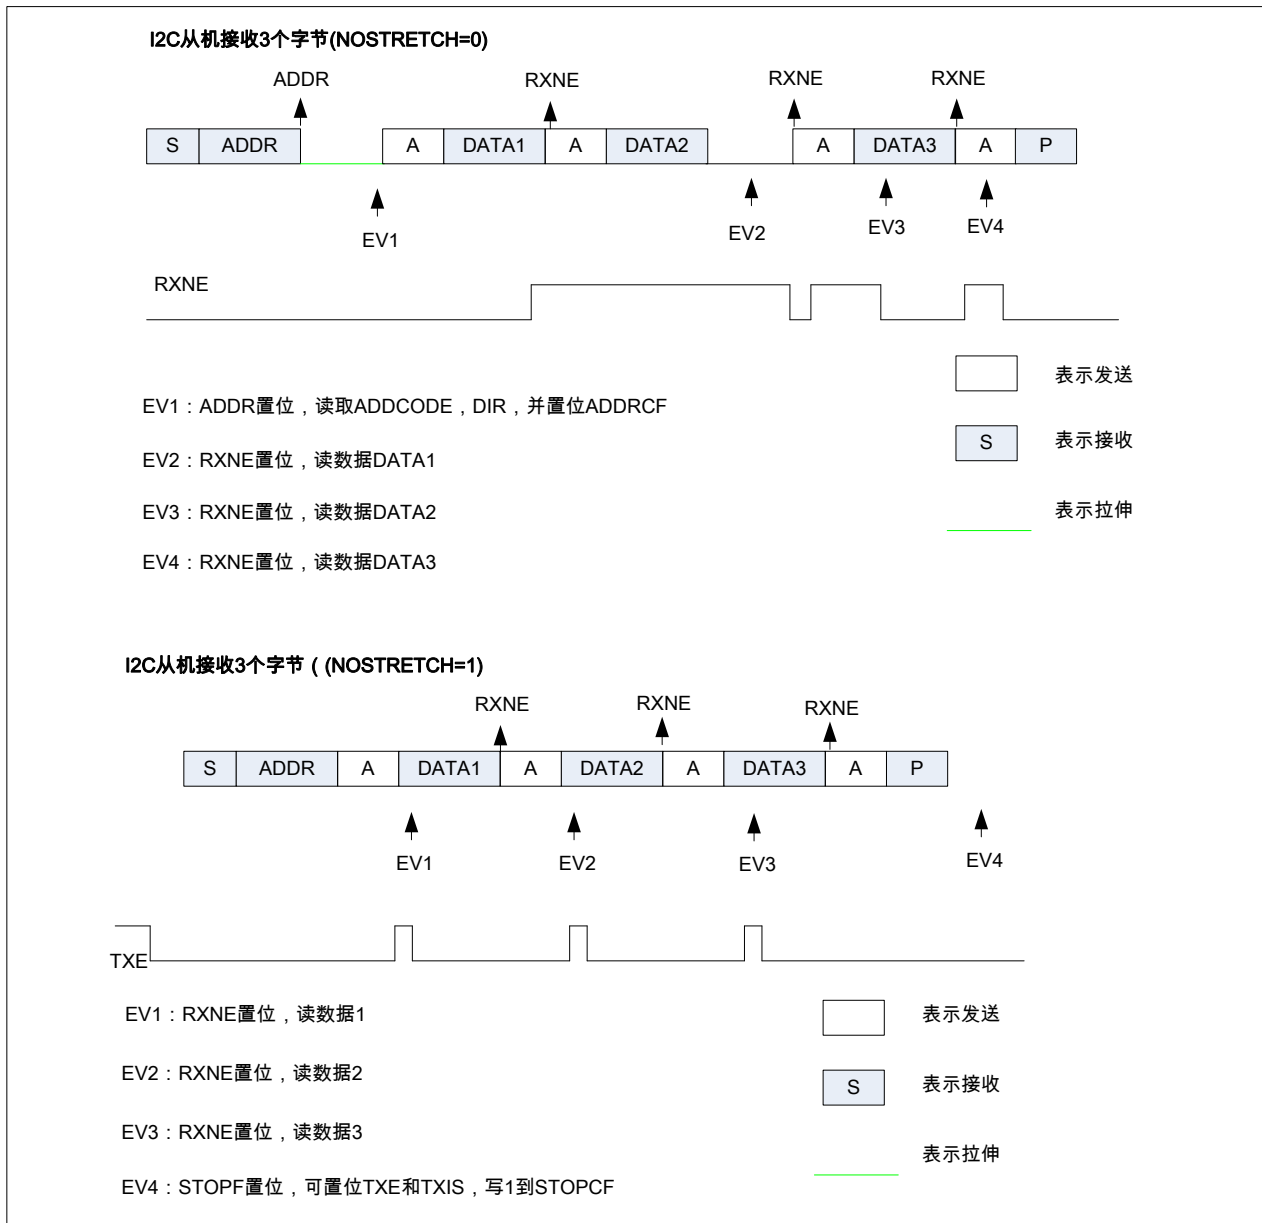 I2C从机接收3个字节(NOSTRETCH=0)
ADDR RXNE RXNE RXNE
S ADDR A DATA1 A DATA2 A DATA3 A P
EV1 EV2 EV3 EV4
RXNE
表示发送
EV1：ADDR置位，读取ADDCODE，DIR，并置位ADDRCF
S 表示接收
EV2：RXNE置位，读数据DATA1
EV3：RXNE置位，读数据DATA2
表示拉伸
EV4：RXNE置位，读数据DATA3
I2C从机接收3个字节（ (NOSTRETCH=1)
RXNE RXNE RXNE
S ADDR A DATA1 A DATA2 A DATA3 A P
EV1 EV2 EV3 EV4
TXE
EV1：RXNE置位，读数据1
表示发送
EV2：RXNE置位，读数据2
S 表示接收
EV3：RXNE置位，读数据3
表示拉伸
EV4：STOPF置位，可置位TXE和TXIS，写1到STOPCF